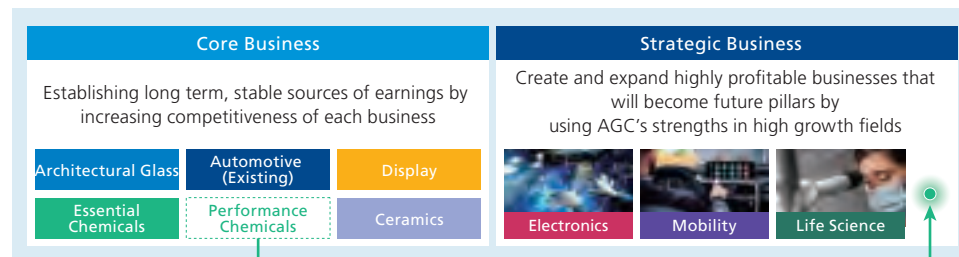 Core Business
Establishing long term, stable sources of earnings by
increasing competitiveness of each business
Architectural Glass
Automotive
(Existing)
Display
Essential
Chemicals
Performance
Chemicals
Ceramics
Strategic Business
Create and expand highly profitable businesses that
will become future pillars by
using AGC's strengths in high growth fields
Electronics
Mobility
Life Science